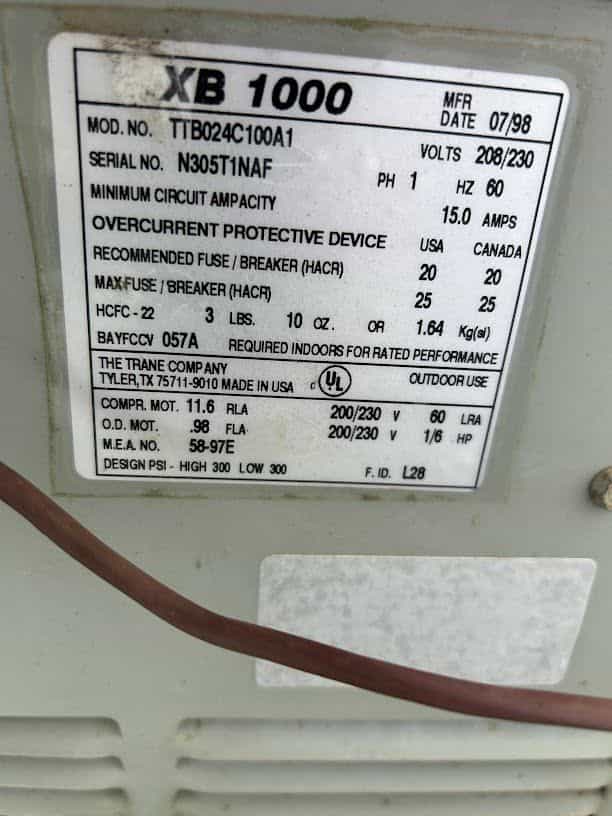 XB 1000
MFR
DATE 07/98
MOD. NO. TTB024C100A1
VOLTS 208/230
SERIAL NO. N305T1NAF
PH 1 HZ 60
MINIMUM CIRCUIT AMPACITY 15.0 AMPS
OVERCURRENT PROTECTIVE DEVICE USA CANADA
RECOMMENDED FUSE / BREAKER (HACR) 20 20
MAX FUSE / BREAKER (HACR) 25 25
HCFC - 22 3 LBS. 10 OZ. OR 1.64 Kg(si)
BAYFCCV 057A REQUIRED INDOORS FOR RATED PERFORMANCE
THE TRANE COMPANY
TYLER, TX 75711-9010 MADE IN USA c UL OUTDOOR USE
COMPR. MOT. 11.6 RLA 200/230 V 60 LRA
O.D. MOT. .98 FLA 200/230 V 1/6 HP
M.E.A. NO. 58-97E
DESIGN PSI - HIGH 300 LOW 300 F. ID. L28